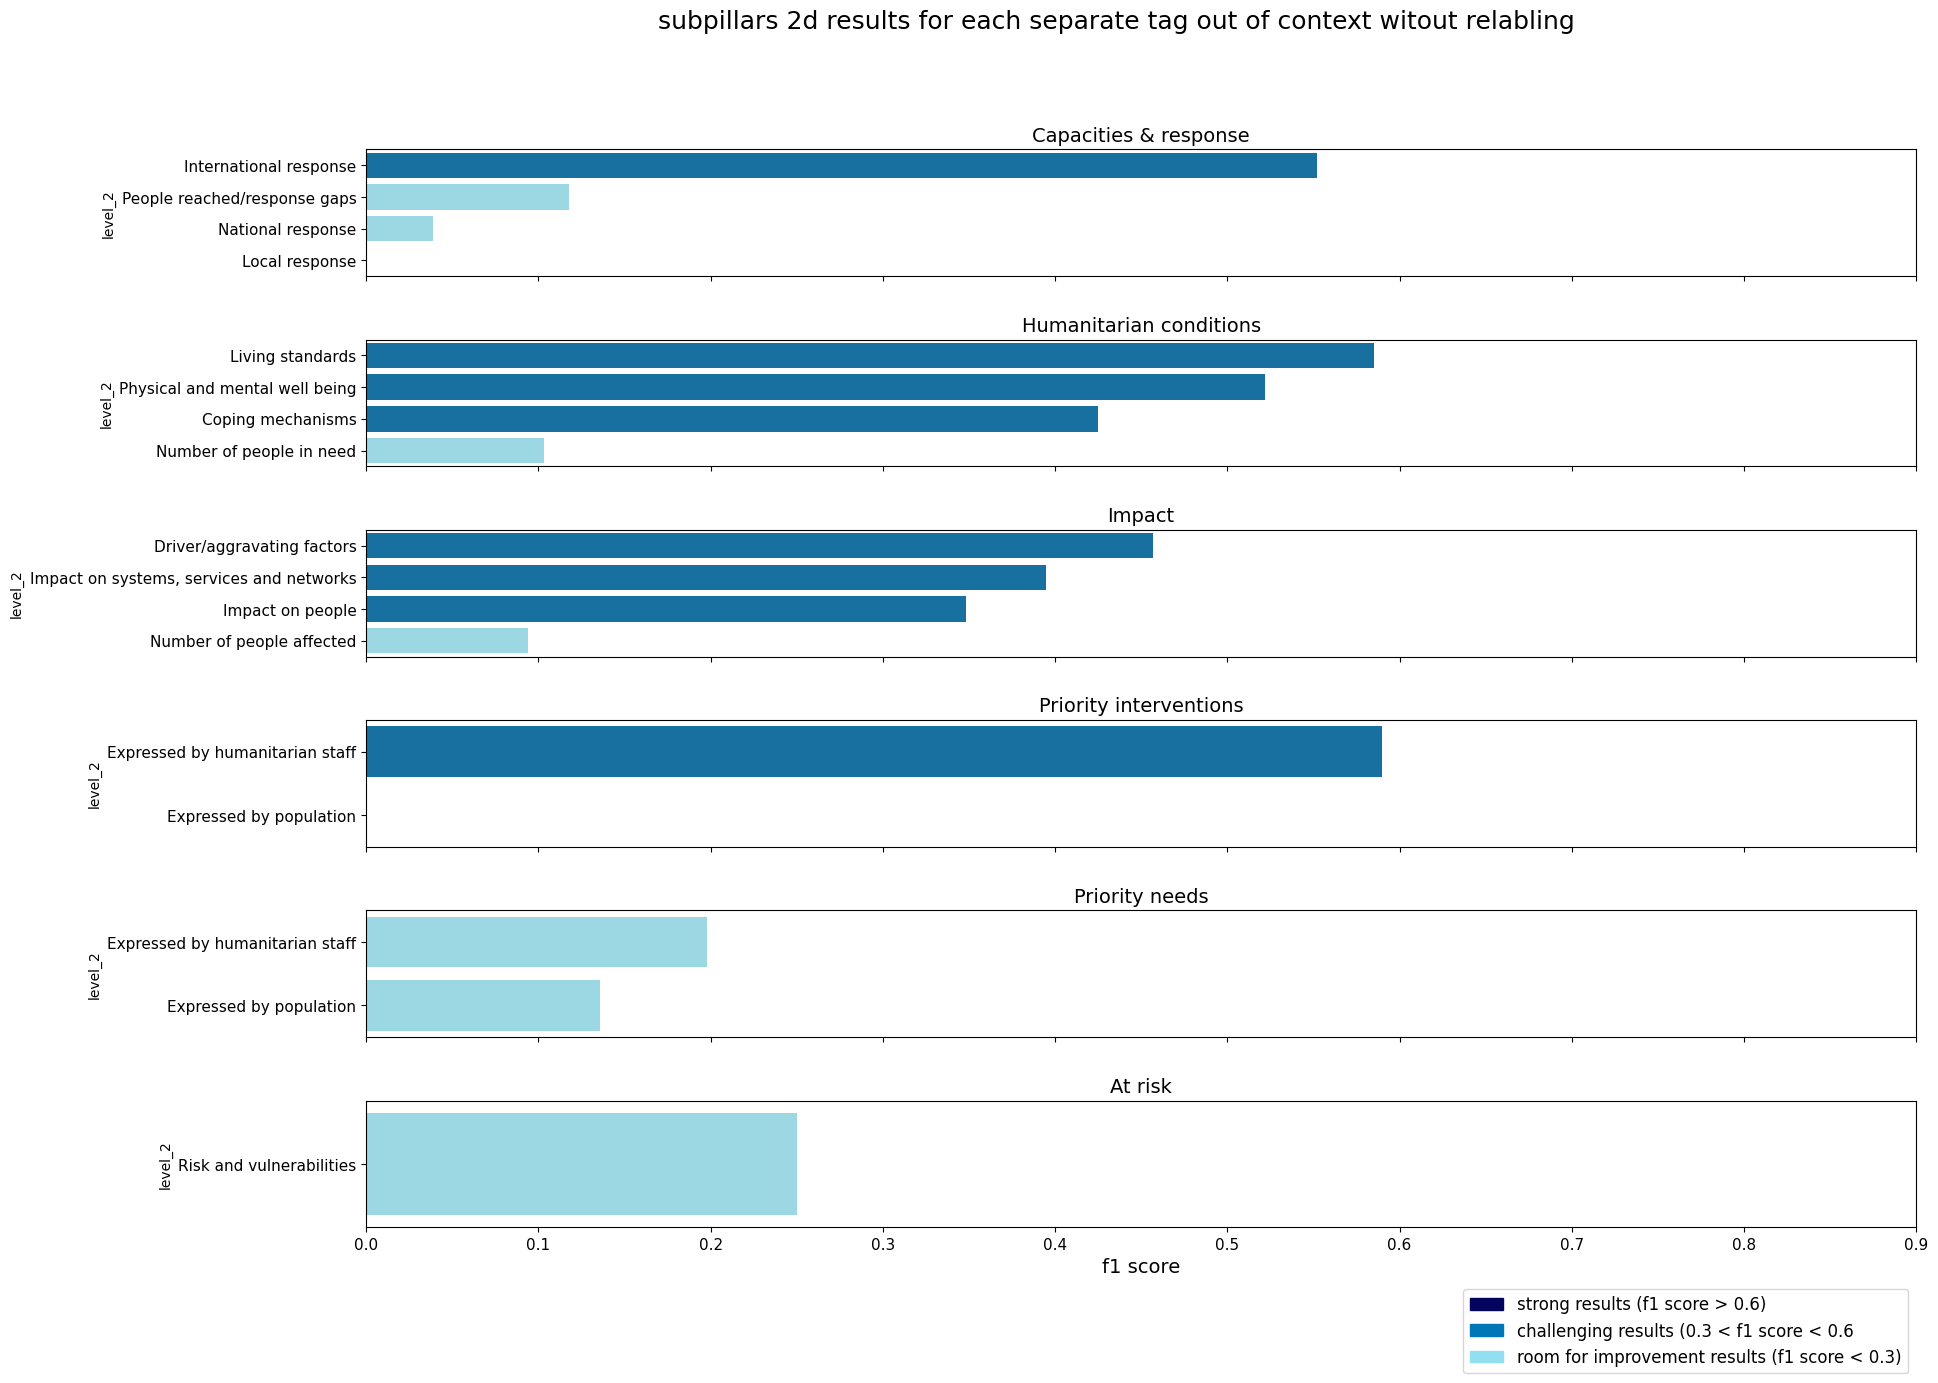 subpillars 2d results for each separate tag out of context witout relabling
Capacities & response
level_2
International response
People reached/response gaps
National response
Local response
Humanitarian conditions
level_2
Living standards
Physical and mental well being
Coping mechanisms
Number of people in need
Impact
level_2
Driver/aggravating factors
Impact on systems, services and networks
Impact on people
Number of people affected
Priority interventions
level_2
Expressed by humanitarian staff
Expressed by population
Priority needs
level_2
Expressed by humanitarian staff
Expressed by population
At risk
level_2
Risk and vulnerabilities
0.0 0.1 0.2 0.3 0.4 0.5 0.6 0.7 0.8 0.9
f1 score
strong results (f1 score > 0.6)
challenging results (0.3 < f1 score < 0.6
room for improvement results (f1 score < 0.3)